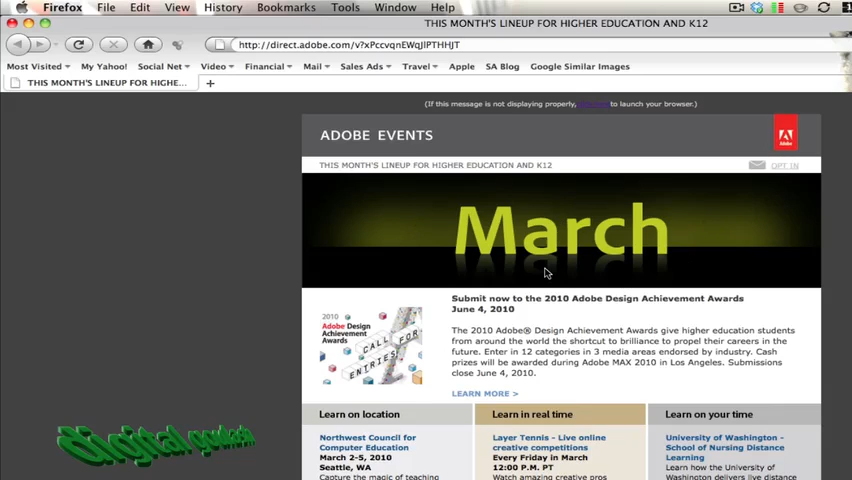 Firefox File Edit View History Bookmarks Tools Window Help
THIS MONTH'S LINEUP FOR HIGHER EDUCATION AND K12
http://direct.adobe.com/v?xPccvqnEWqJlPTHHJT
Most Visited My Yahoo! Social Net Video Financial Mail Sales Ads Travel Apple SA Blog Google Similar Images
THIS MONTH'S LINEUP FOR HIGHE...
(If this message is not displaying properly, to launch your browser.)
ADOBE EVENTS
Adobe
THIS MONTH'S LINEUP FOR HIGHER EDUCATION AND K12
OPT IN
March
2010
Adobe Design
Achievement
Awards
CALL FOR
ENTRIES
Submit now to the 2010 Adobe Design Achievement Awards
June 4, 2010
The 2010 Adobe® Design Achievement Awards give higher education students
from around the world the shortcut to brilliance to propel their careers in the
future. Enter in 12 categories in 3 media areas endorsed by industry. Cash
prizes will be awarded during Adobe MAX 2010 in Los Angeles. Submissions
close June 4, 2010.
LEARN MORE >
Learn on location
Northwest Council for
Computer Education
March 2-5, 2010
Seattle, WA
Capture the magic of teaching
Learn in real time
Layer Tennis - Live online
creative competitions
Every Friday in March
12:00 P.M. PT
Watch amazing creative pros
Learn on your time
University of Washington -
School of Nursing Distance
Learning
Learn how the University of
Washington delivers live distance
digital